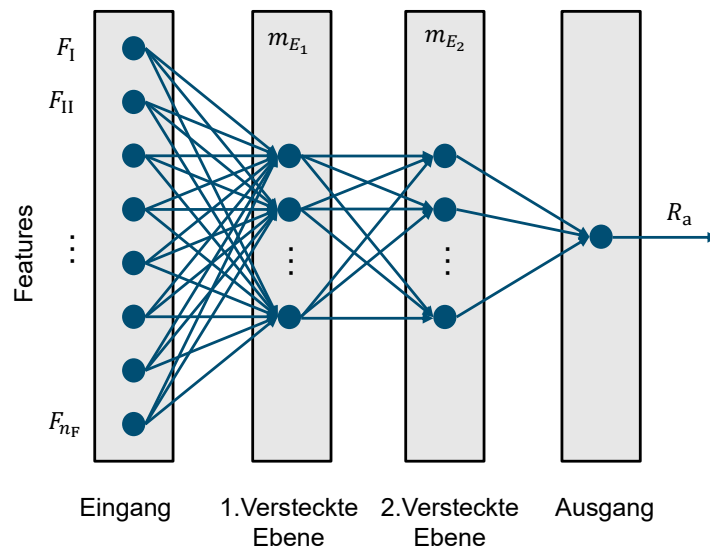 F_I
F_II
⋮
F_{n_F}
Features
m_{E_1}
⋮
m_{E_2}
⋮
R_a
Eingang
1.Versteckte
Ebene
2.Versteckte
Ebene
Ausgang